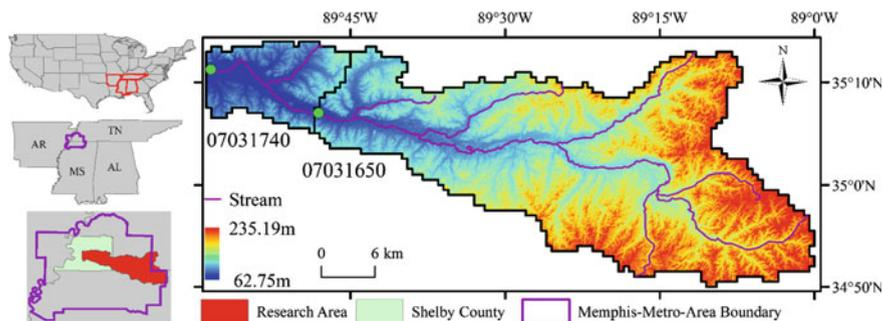 89°45'W 89°30'W 89°15'W 89°0'W
N
35°10'N
TN
AR
MS
AL
07031740
07031650
35°0'N
Stream
235.19m
62.75m
0 6 km
34°50'N
Research Area Shelby County Memphis-Metro-Area Boundary